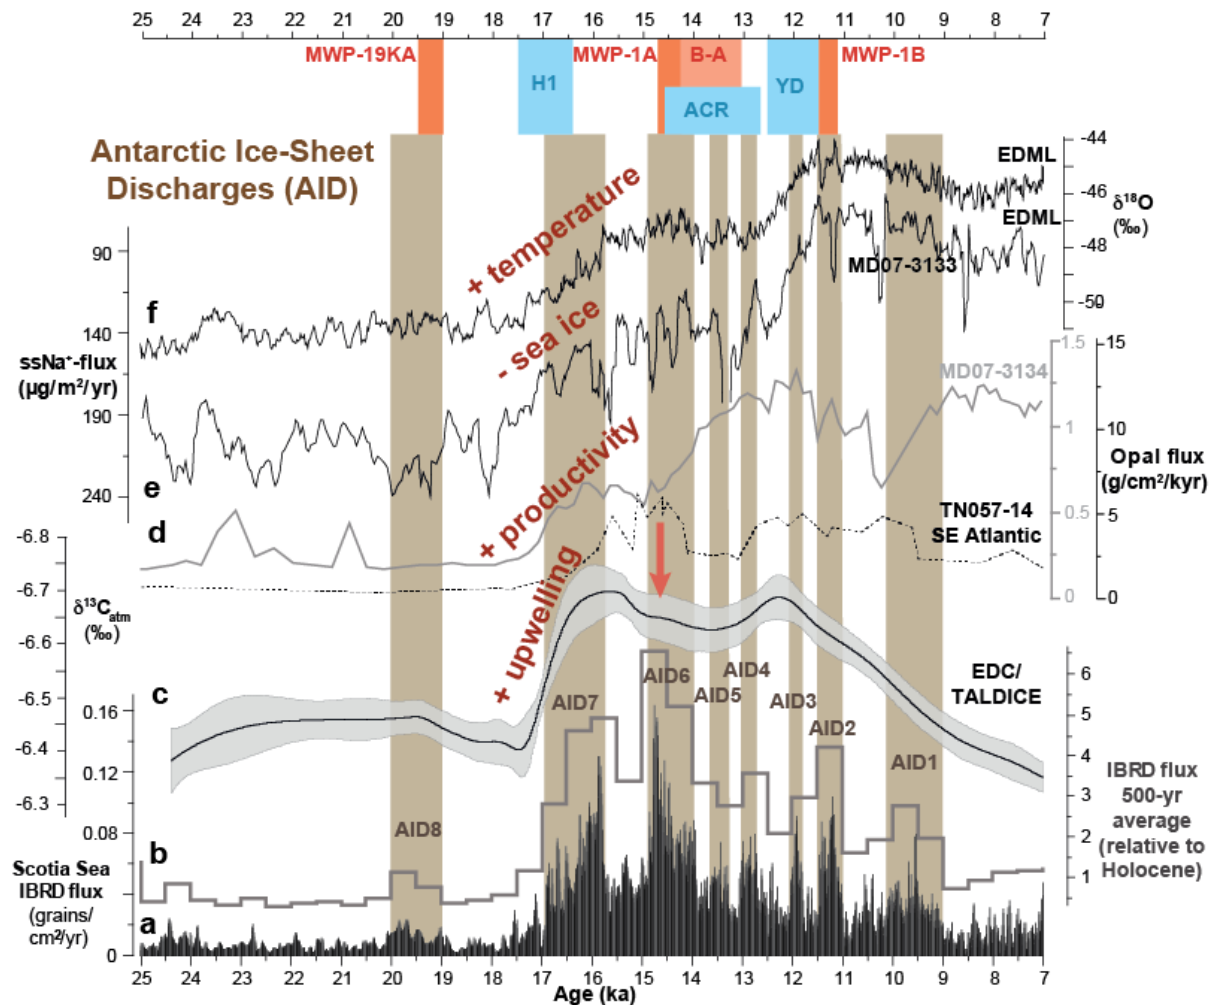 25 24 23 22 21 20 19 18 17 16 15 14 13 12 11 10 9 8 7
MWP-19KA
MWP-1A
B-A
MWP-1B
H1
YD
ACR
Antarctic Ice-Sheet
Discharges (AID)
EDML
-44
-46
δ¹⁸O
(‰)
EDML
-48
MD07-3133
-50
+ temperature
- sea ice
+ productivity
+ upwelling
90
f
140
ssNa⁺-flux
(µg/m²/yr)
190
240
e
1.5
15
MD07-3134
1
10
Opal flux
(g/cm²/kyr)
0.5
5
TN057-14
SE Atlantic
0
0
d
-6.8
-6.7
δ¹³Catm
(‰)
-6.6
-6.5
-6.4
-6.3
c
EDC/
TALDICE
AID8
AID7
AID6
AID5
AID4
AID3
AID2
AID1
0.16
0.12
0.08
0
6
5
4
3
2
1
IBRD flux
500-yr
average
(relative to
Holocene)
b
Scotia Sea
IBRD flux
(grains/
cm²/yr)
a
25 24 23 22 21 20 19 18 17 16 15 14 13 12 11 10 9 8 7
Age (ka)